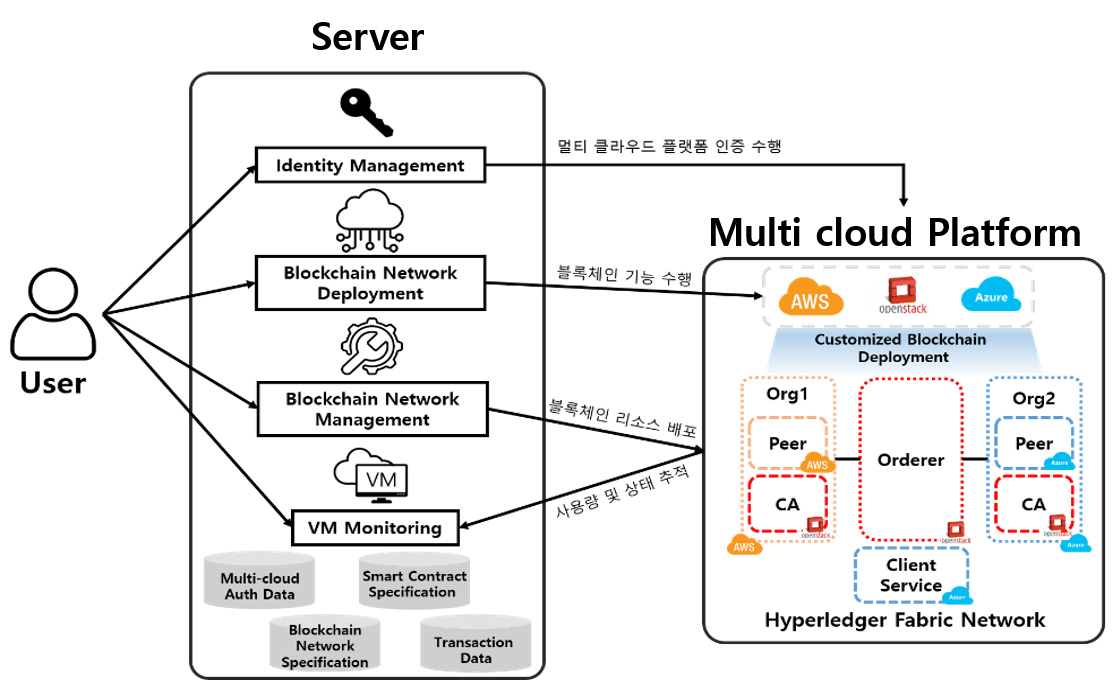 Server
Identity Management
멀티 클라우드 플랫폼 인증 수행
Multi cloud Platform
Blockchain Network
Deployment
블록체인 기능 수행
AWS
openstack
Azure
Customized Blockchain
Deployment
User
Blockchain Network
Management
블록체인 리소스 배포
Org1
Peer
AWS
CA
openstack
AWS
Orderer
openstack
Org2
Peer
Azure
CA
openstack
Azure
VM
VM Monitoring
사용량 및 상태 추적
Multi-cloud
Auth Data
Smart Contract
Specification
Blockchain
Network
Specification
Transaction
Data
Client
Service
Azure
Hyperledger Fabric Network